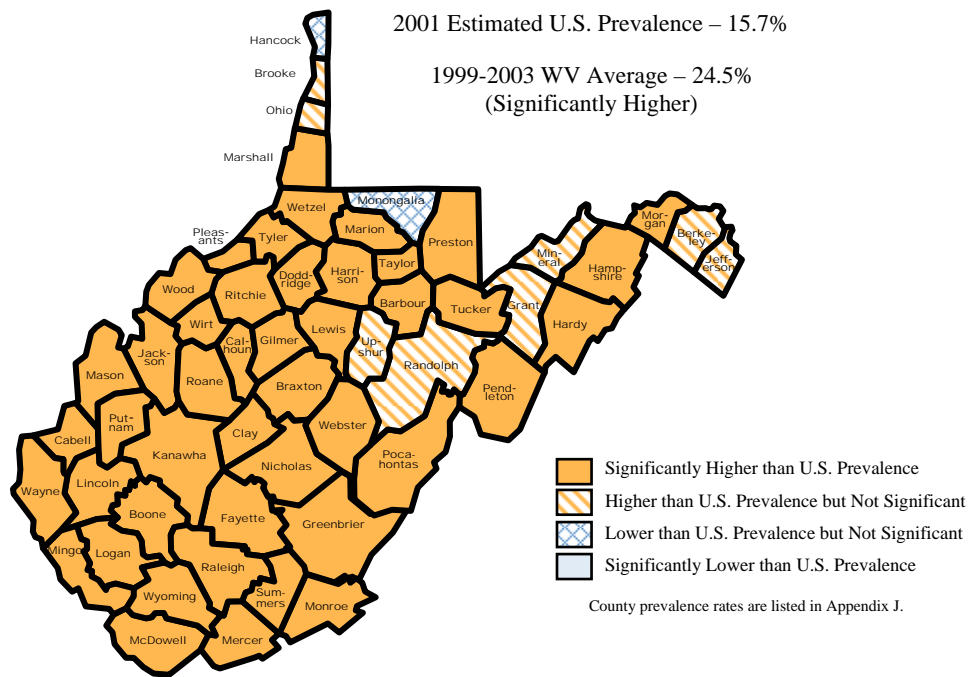 2001 Estimated U.S. Prevalence – 15.7%
1999-2003 WV Average – 24.5%
(Significantly Higher)
Hancock
Brooke
Ohio
Marshall
Wetzel
Monongalia
Marion
Preston
Pleas-
ants
Tyler
Taylor
Dodd-
ridge
Harri-
son
Wood
Ritchie
Barbour
Tucker
Min-
eral
Grant
Hamp-
shire
Hardy
Mor-
gan
Berke-
ley
Jeff-
erson
Wirt
Cal-
houn
Gilmer
Lewis
Up-
shur
Randolph
Pend-
leton
Jack-
son
Mason
Roane
Braxton
Put-
nam
Clay
Webster
Cabell
Kanawha
Nicholas
Poca-
hontas
Wayne
Lincoln
Boone
Fayette
Greenbrier
Mingo
Logan
Raleigh
Wyoming
Sum-
mers
Monroe
McDowell
Mercer
Significantly Higher than U.S. Prevalence
Higher than U.S. Prevalence but Not Significant
Lower than U.S. Prevalence but Not Significant
Significantly Lower than U.S. Prevalence
County prevalence rates are listed in Appendix J.